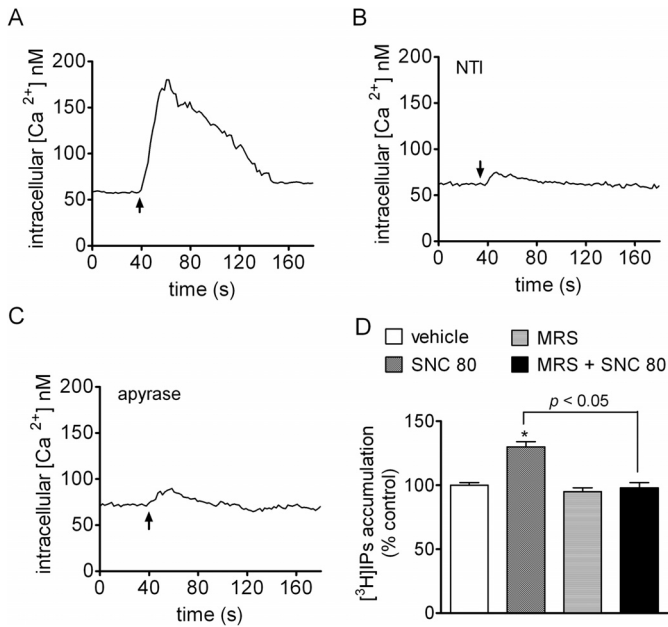 A
intracellular [Ca 2+] nM
200
150
100
50
0
0 40 80 120 160
time (s)
B
NTI
intracellular [Ca 2+] nM
200
150
100
50
0
0 40 80 120 160
time (s)
C
apyrase
intracellular [Ca 2+] nM
200
150
100
50
0
0 40 80 120 160
time (s)
D
vehicle
MRS
SNC 80
MRS + SNC 80
p < 0.05
*
[3H]IPs accumulation
(% control)
150
100
50
0